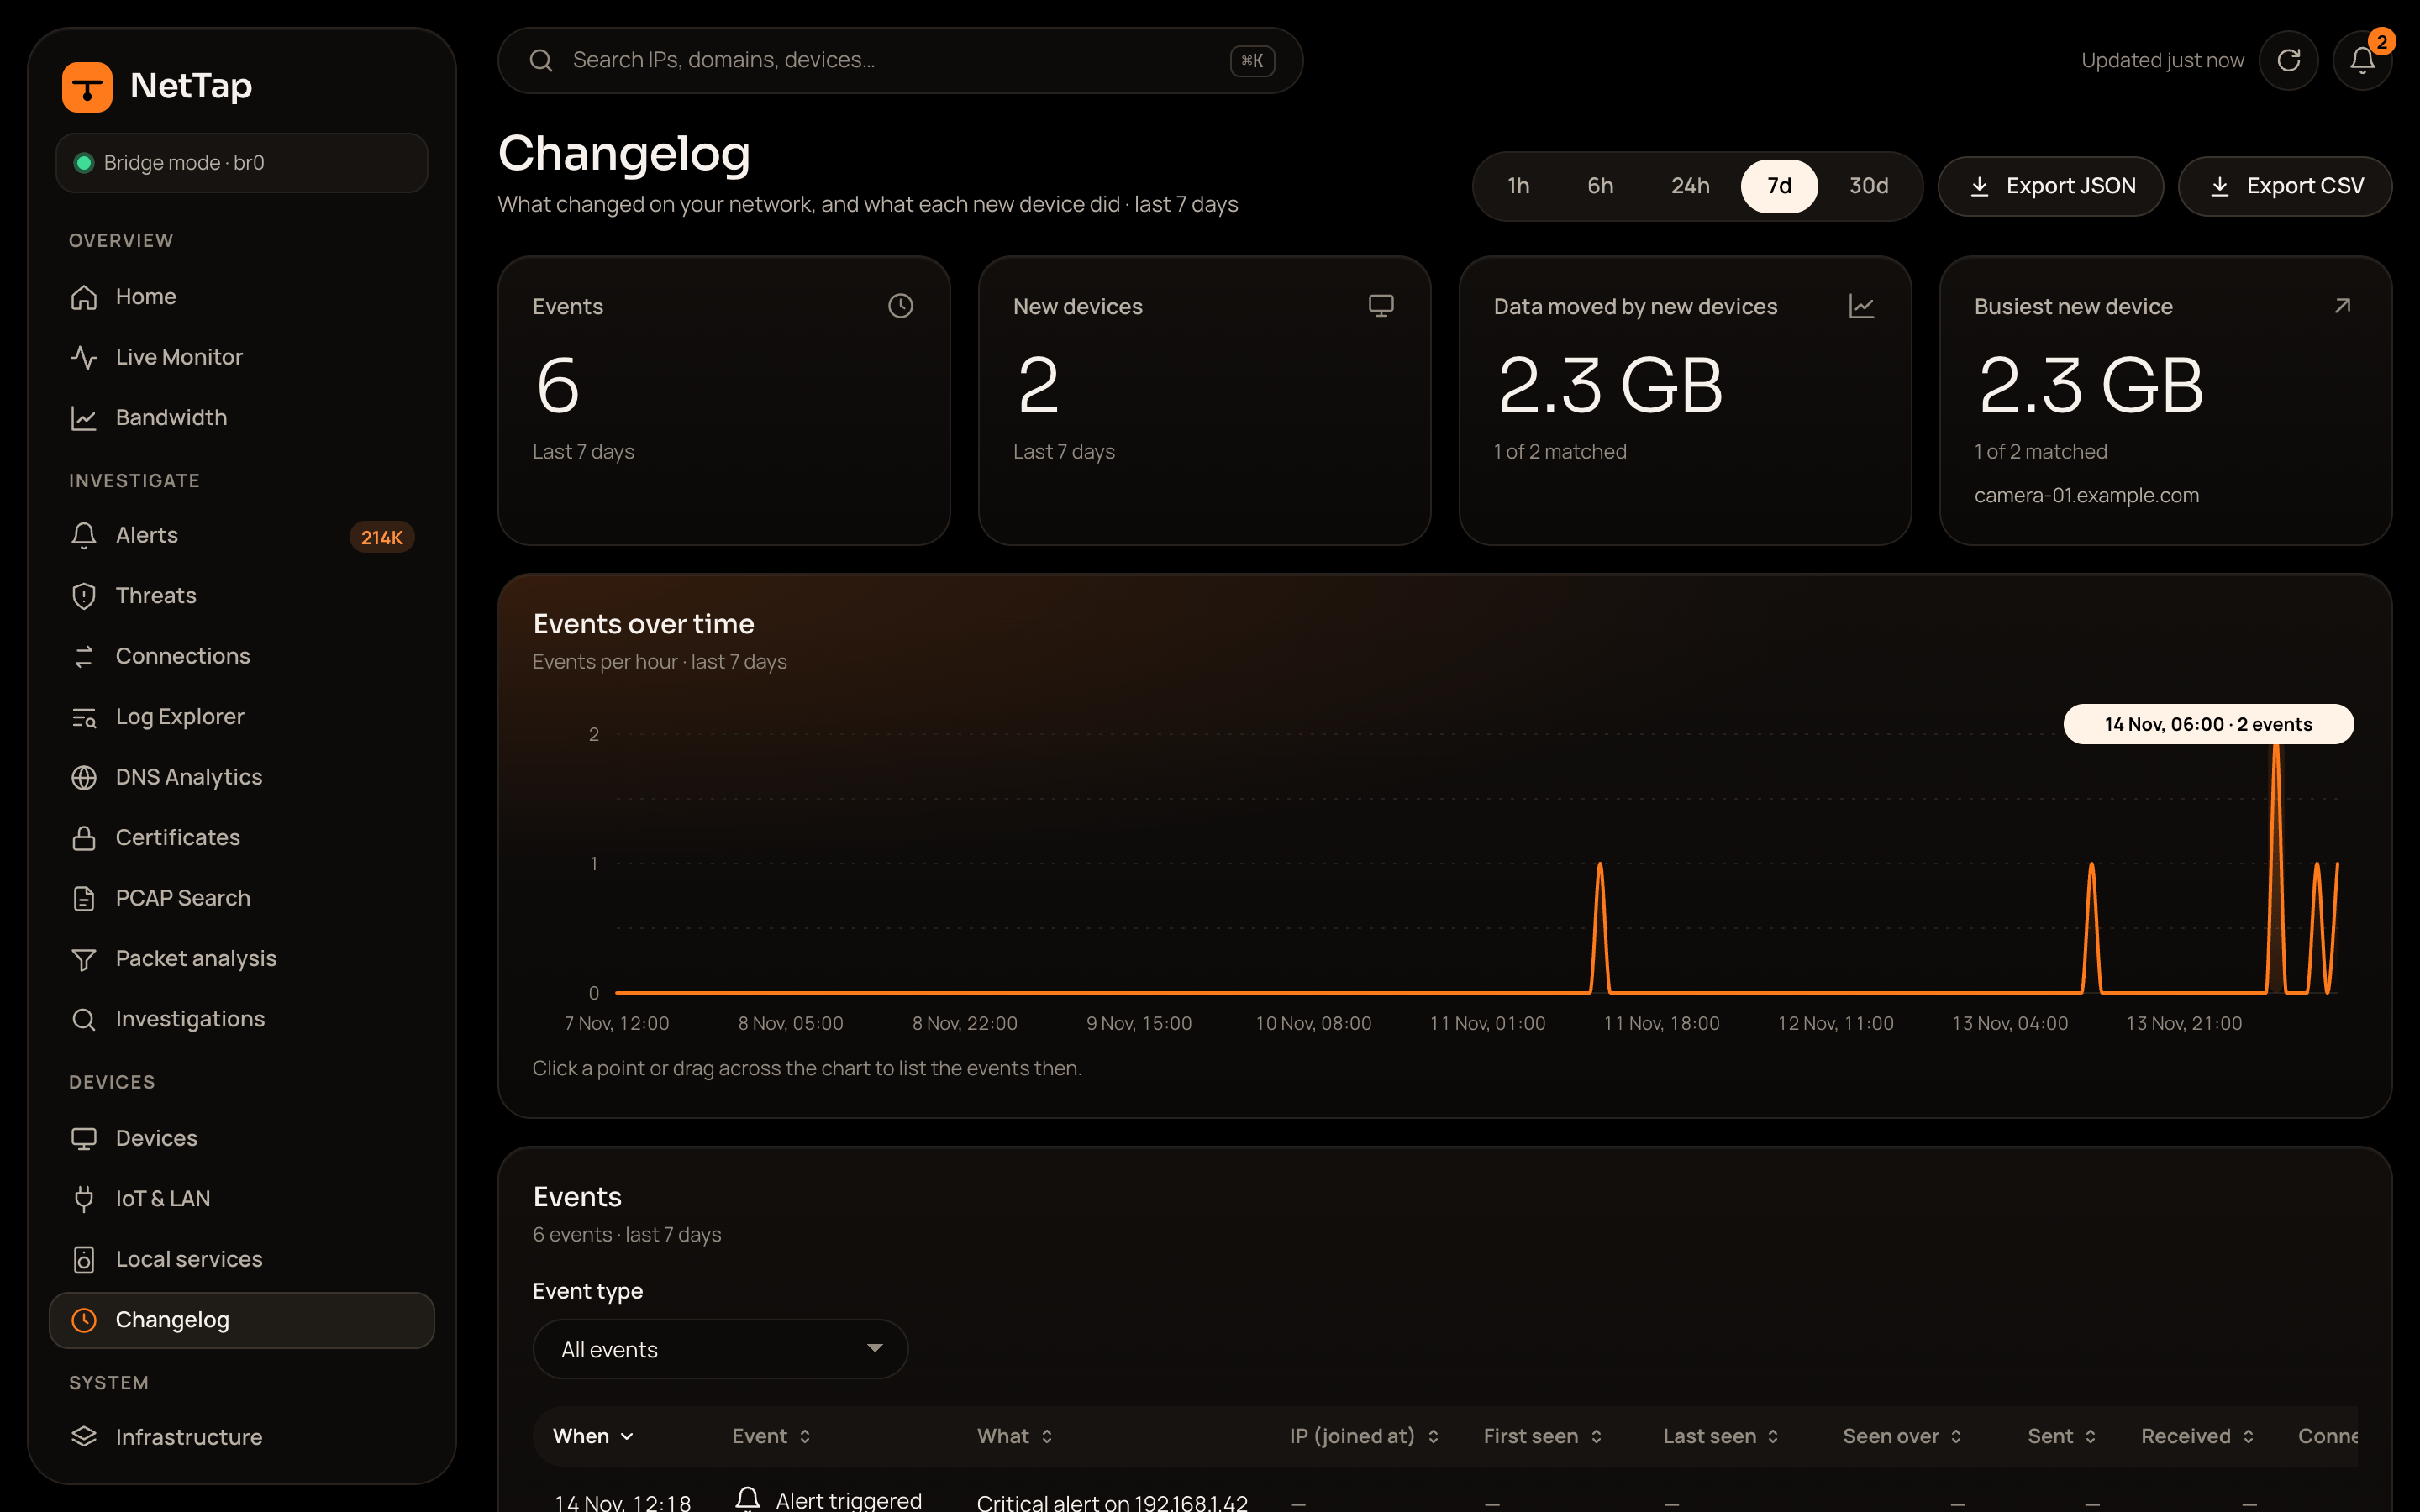 NetTap
Bridge mode · br0
OVERVIEW
Home
Live Monitor
Bandwidth
INVESTIGATE
Alerts 214K
Threats
Connections
Log Explorer
DNS Analytics
Certificates
PCAP Search
Packet analysis
Investigations
DEVICES
Devices
IoT & LAN
Local services
Changelog
SYSTEM
Infrastructure
Search IPs, domains, devices... ⌘K
Updated just now
2
Changelog
What changed on your network, and what each new device did · last 7 days
1h 6h 24h 7d 30d
Export JSON
Export CSV
Events
6
Last 7 days
New devices
2
Last 7 days
Data moved by new devices
2.3 GB
1 of 2 matched
Busiest new device
2.3 GB
1 of 2 matched
camera-01.example.com
Events over time
Events per hour · last 7 days
14 Nov, 06:00 · 2 events
2
1
0
7 Nov, 12:00 8 Nov, 05:00 8 Nov, 22:00 9 Nov, 15:00 10 Nov, 08:00 11 Nov, 01:00 11 Nov, 18:00 12 Nov, 11:00 13 Nov, 04:00 13 Nov, 21:00
Click a point or drag across the chart to list the events then.
Events
6 events · last 7 days
Event type
All events
When Event What IP (joined at) First seen Last seen Seen over Sent Received Conne
14 Nov, 12:18 Alert triggered Critical alert on 192.168.1.42 — — — — — —